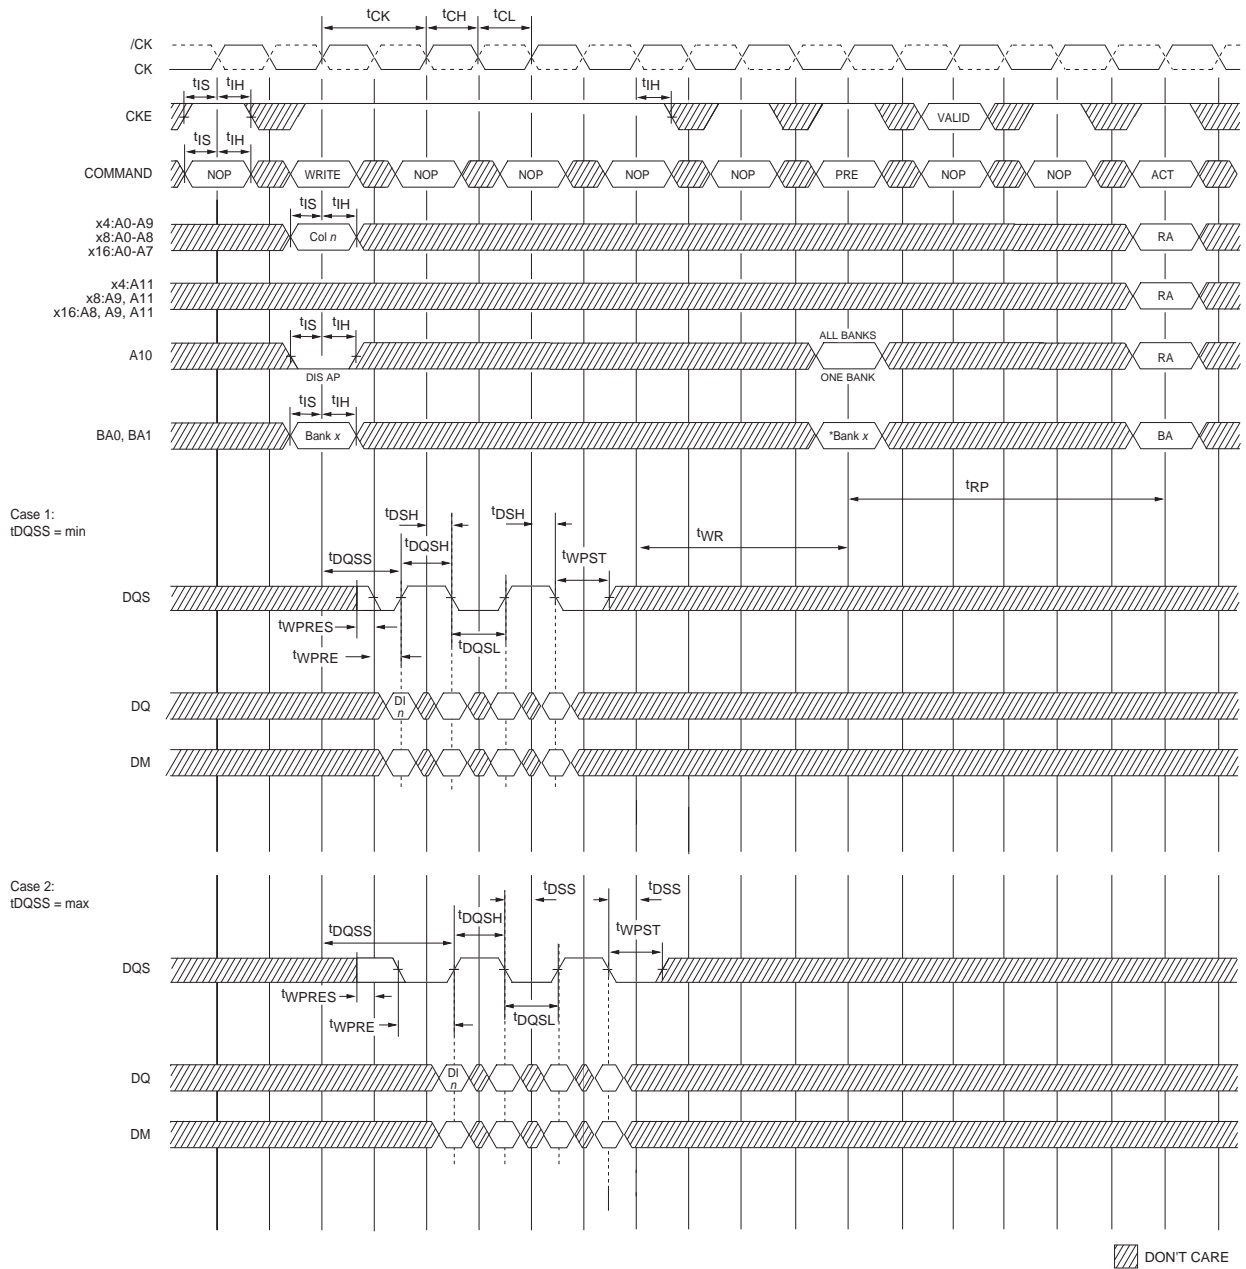 tCK tCH tCL
/CK
CK
tIS tIH tIH
CKE VALID
tIS tIH
COMMAND NOP WRITE NOP NOP NOP NOP PRE NOP NOP ACT
tIS tIH
x4:A0-A9
x8:A0-A8
x16:A0-A7
Col n RA
x4:A11
x8:A9, A11
x16:A8, A9, A11
RA
tIS tIH ALL BANKS
A10 RA
DIS AP ONE BANK
tIS tIH
BA0, BA1 Bank x *Bank x BA
tRP
Case 1:
tDQSS = min
tDSH tDSH
tDQSH tWR
tDQSS tWPST
DQS
tWPRES
tDQSL
tWPRE
DQ DI
n
DM
Case 2:
tDQSS = max
tDSS tDSS
tDQSH
tDQSS tWPST
DQS
tWPRES
tDQSL
tWPRE
DQ DI
n
DM
DON'T CARE